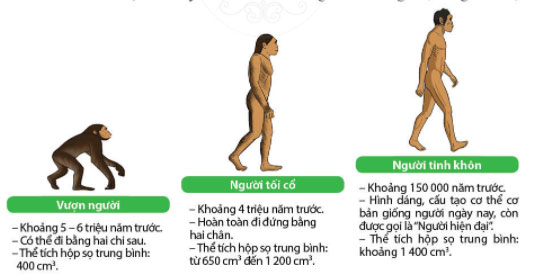 Vượn người
– Khoảng 5 – 6 triệu năm trước.
– Có thể đi bằng hai chi sau.
– Thể tích hộp sọ trung bình:
400 cm³.
Người tối cổ
– Khoảng 4 triệu năm trước.
– Hoàn toàn đi đứng bằng
hai chân.
– Thể tích hộp sọ trung bình:
từ 650 cm³ đến 1 200 cm³.
Người tinh khôn
– Khoảng 150 000 năm trước.
– Hình dáng, cấu tạo cơ thể cơ
bản giống người ngày nay, còn
được gọi là “Người hiện đại”.
– Thể tích hộp sọ trung bình:
khoảng 1 400 cm³.